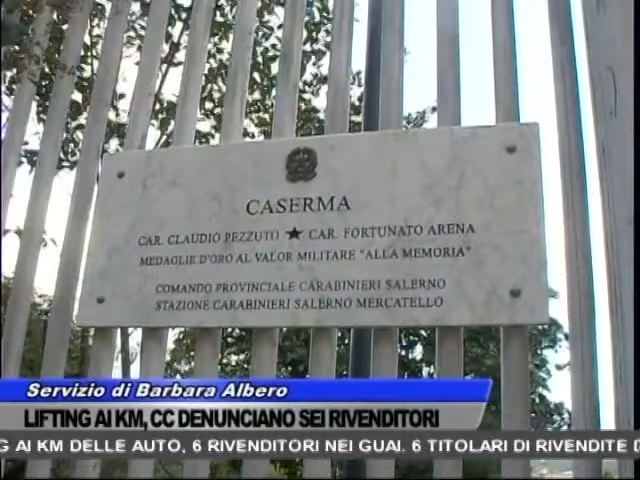 CASERMA
CAR. CLAUDIO PEZZUTO ★ CAR. FORTUNATO ARENA
MEDAGLIE D'ORO AL VALOR MILITARE "ALLA MEMORIA"
COMANDO PROVINCIALE CARABINIERI SALERNO
STAZIONE CARABINIERI SALERNO MERCATELLO
Servizio di Barbara Albero
LIFTING AI KM, CC DENUNCIANO SEI RIVENDITORI
G AI KM DELLE AUTO, 6 RIVENDITORI NEI GUAI. 6 TITOLARI DI RIVENDITE D